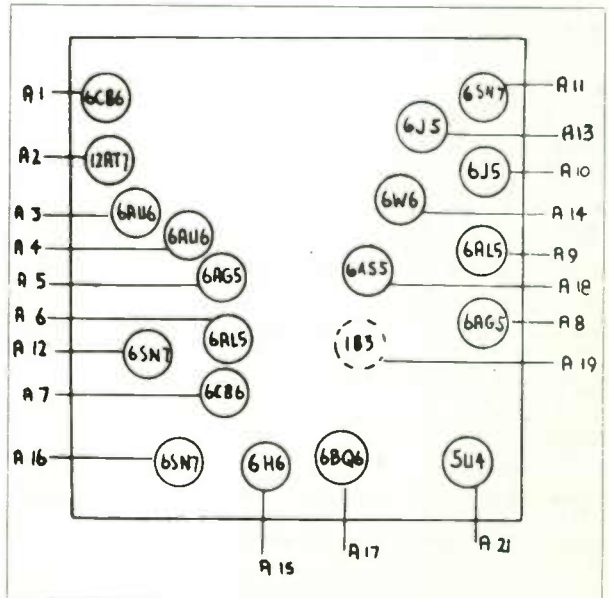 A 1
6CB6
6SN7
A 11
6J5
A 13
A 2
12AT7
6J5
A 10
A 3
6AU6
6W6
A 14
A 4
6AU6
6AL5
A 9
A 5
6AG5
6AS5
A 18
A 6
6AL5
6AG5
A 8
A 12
6SN7
1B3
A 19
A 7
6CB6
A 16
6SN7
6H6
6BQ6
5U4
A 15
A 17
A 21